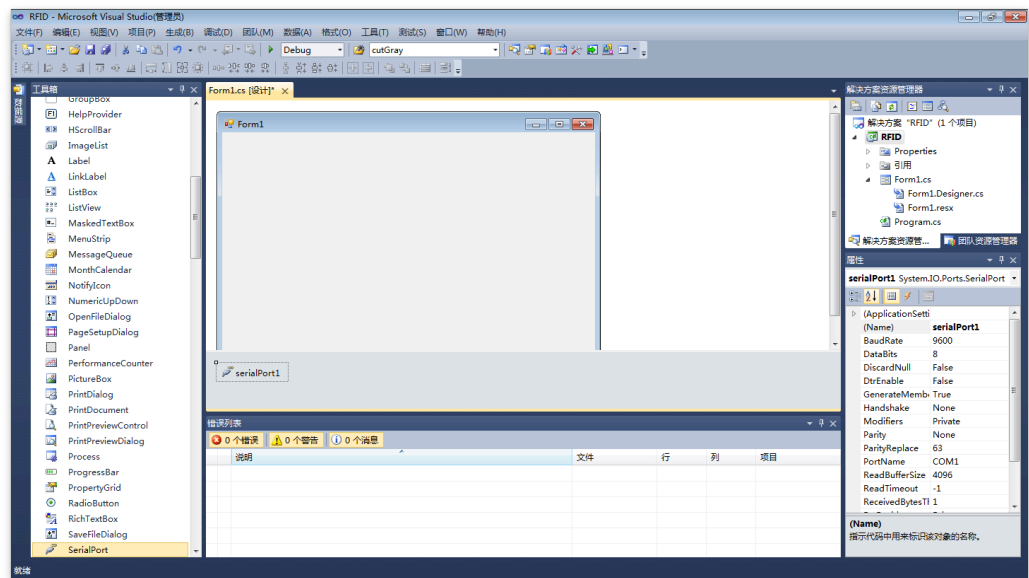 RFID - Microsoft Visual Studio(管理员)
文件(F) 编辑(E) 视图(V) 项目(P) 生成(B) 调试(D) 团队(M) 数据(A) 格式(O) 工具(T) 测试(S) 窗口(W) 帮助(H)
Debug cutGray
工具箱
GroupBox
HelpProvider
HScrollBar
ImageList
Label
LinkLabel
ListBox
ListView
MaskedTextBox
MenuStrip
MessageQueue
MonthCalendar
NotifyIcon
NumericUpDown
OpenFileDialog
PageSetupDialog
Panel
PerformanceCounter
PictureBox
PrintDialog
PrintDocument
PrintPreviewControl
PrintPreviewDialog
Process
ProgressBar
PropertyGrid
RadioButton
RichTextBox
SaveFileDialog
SerialPort
Form1.cs [设计]*
Form1
serialPort1
错误列表
0 个错误 0 个警告 0 个消息
说明 文件 行 列 项目
解决方案资源管理器
解决方案 "RFID" (1 个项目)
RFID
Properties
引用
Form1.cs
Form1.Designer.cs
Form1.resx
Program.cs
解决方案资源管... 团队资源管理器
属性
serialPort1 System.IO.Ports.SerialPort
(ApplicationSetti
(Name) serialPort1
BaudRate 9600
DataBits 8
DiscardNull False
DtrEnable False
GenerateMemb True
Handshake None
Modifiers Private
Parity None
ParityReplace 63
PortName COM1
ReadBufferSize 4096
ReadTimeout -1
ReceivedBytesTl 1
(Name)
指示代码中用来标识该对象的名称。
就绪